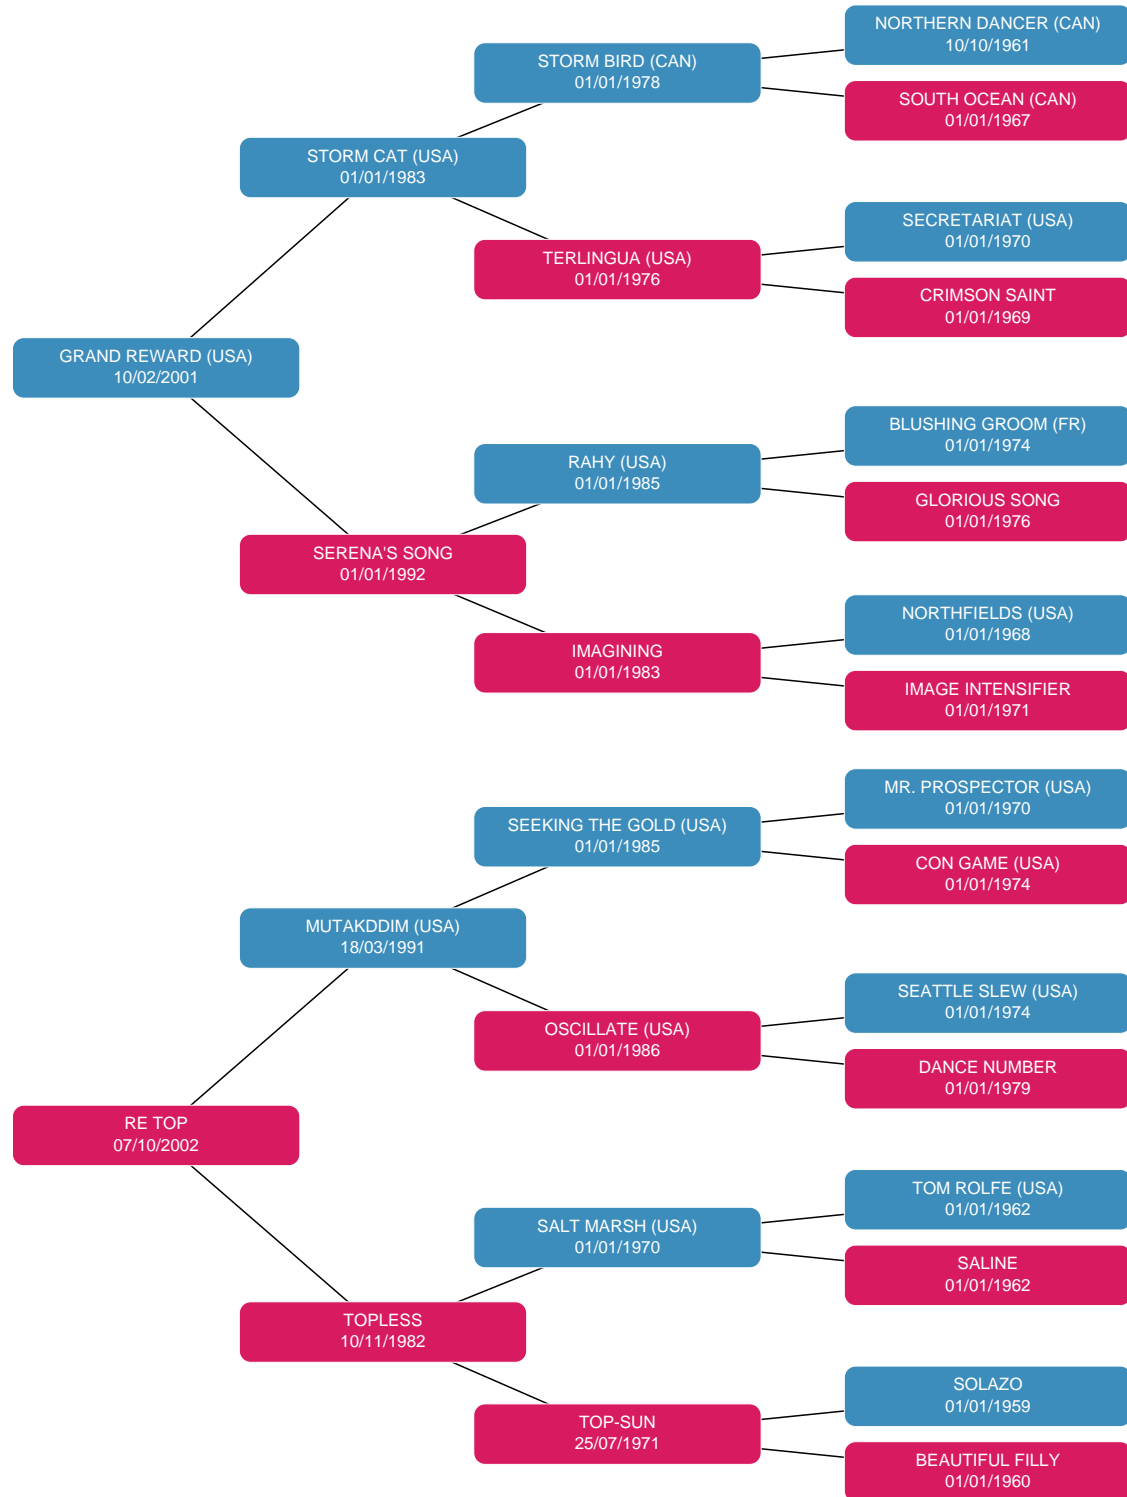 NORTHERN DANCER (CAN)
10/10/1961
STORM BIRD (CAN)
01/01/1978
SOUTH OCEAN (CAN)
01/01/1967
STORM CAT (USA)
01/01/1983
SECRETARIAT (USA)
01/01/1970
TERLINGUA (USA)
01/01/1976
CRIMSON SAINT
01/01/1969
GRAND REWARD (USA)
10/02/2001
BLUSHING GROOM (FR)
01/01/1974
RAHY (USA)
01/01/1985
GLORIOUS SONG
01/01/1976
SERENA'S SONG
01/01/1992
NORTHFIELDS (USA)
01/01/1968
IMAGINING
01/01/1983
IMAGE INTENSIFIER
01/01/1971
MR. PROSPECTOR (USA)
01/01/1970
SEEKING THE GOLD (USA)
01/01/1985
CON GAME (USA)
01/01/1974
MUTAKDDIM (USA)
18/03/1991
SEATTLE SLEW (USA)
01/01/1974
OSCILLATE (USA)
01/01/1986
DANCE NUMBER
01/01/1979
RE TOP
07/10/2002
TOM ROLFE (USA)
01/01/1962
SALT MARSH (USA)
01/01/1970
SALINE
01/01/1962
TOPLESS
10/11/1982
SOLAZO
01/01/1959
TOP-SUN
25/07/1971
BEAUTIFUL FILLY
01/01/1960